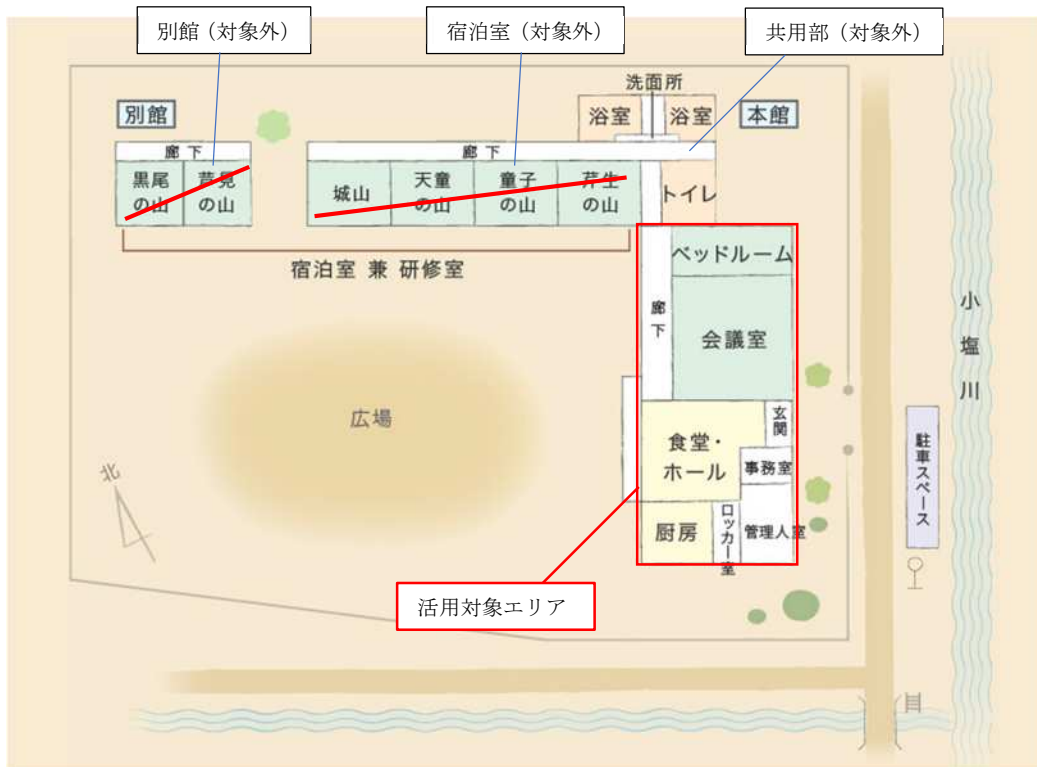 別館（対象外）
宿泊室（対象外）
共用部（対象外）
洗面所
別館
浴室
浴室
本館
廊下
廊下
黒尾
の山
芦見
の山
城山
天童
の山
童子
の山
芹生
の山
トイレ
宿泊室 兼 研修室
ベッドルーム
廊下
会議室
小塩川
広場
食堂・
ホール
玄関
事務室
駐車スペース
北
厨房
ロッカー室
管理人室
活用対象エリア